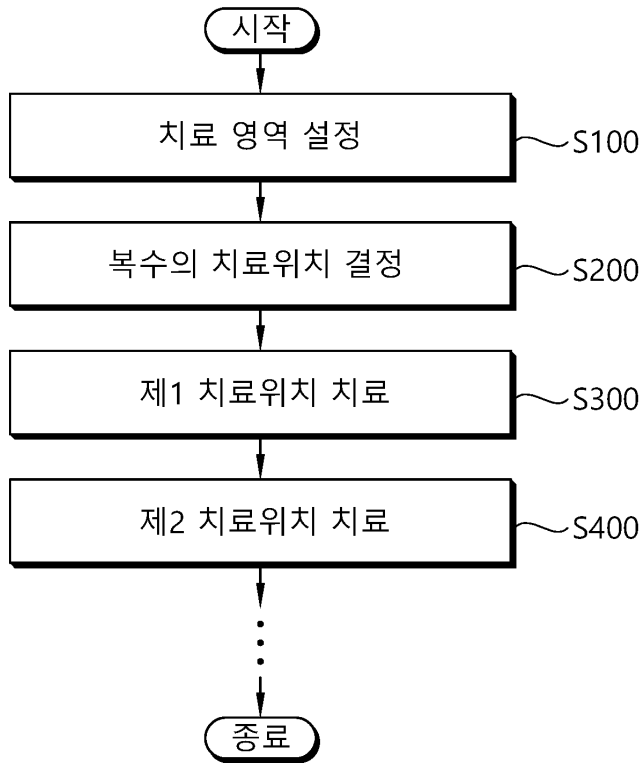 시작
치료 영역 설정
S100
복수의 치료위치 결정
S200
제1 치료위치 치료
S300
제2 치료위치 치료
S400
종료